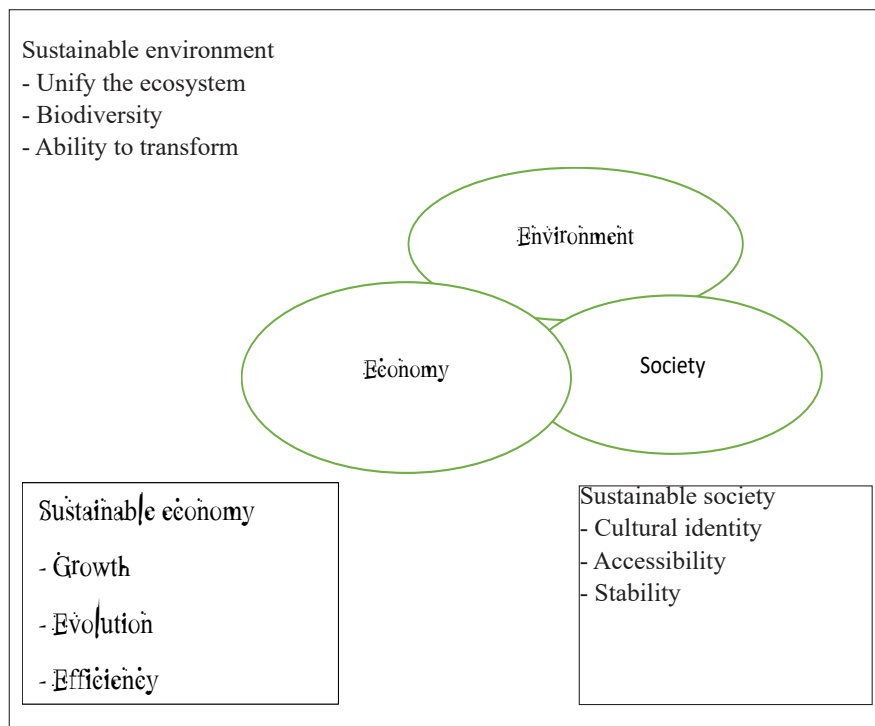 Sustainable environment
- Unify the ecosystem
- Biodiversity
- Ability to transform
Environment
Economy
Society
Sustainable economy
- Growth
- Evolution
- Efficiency
Sustainable society
- Cultural identity
- Accessibility
- Stability